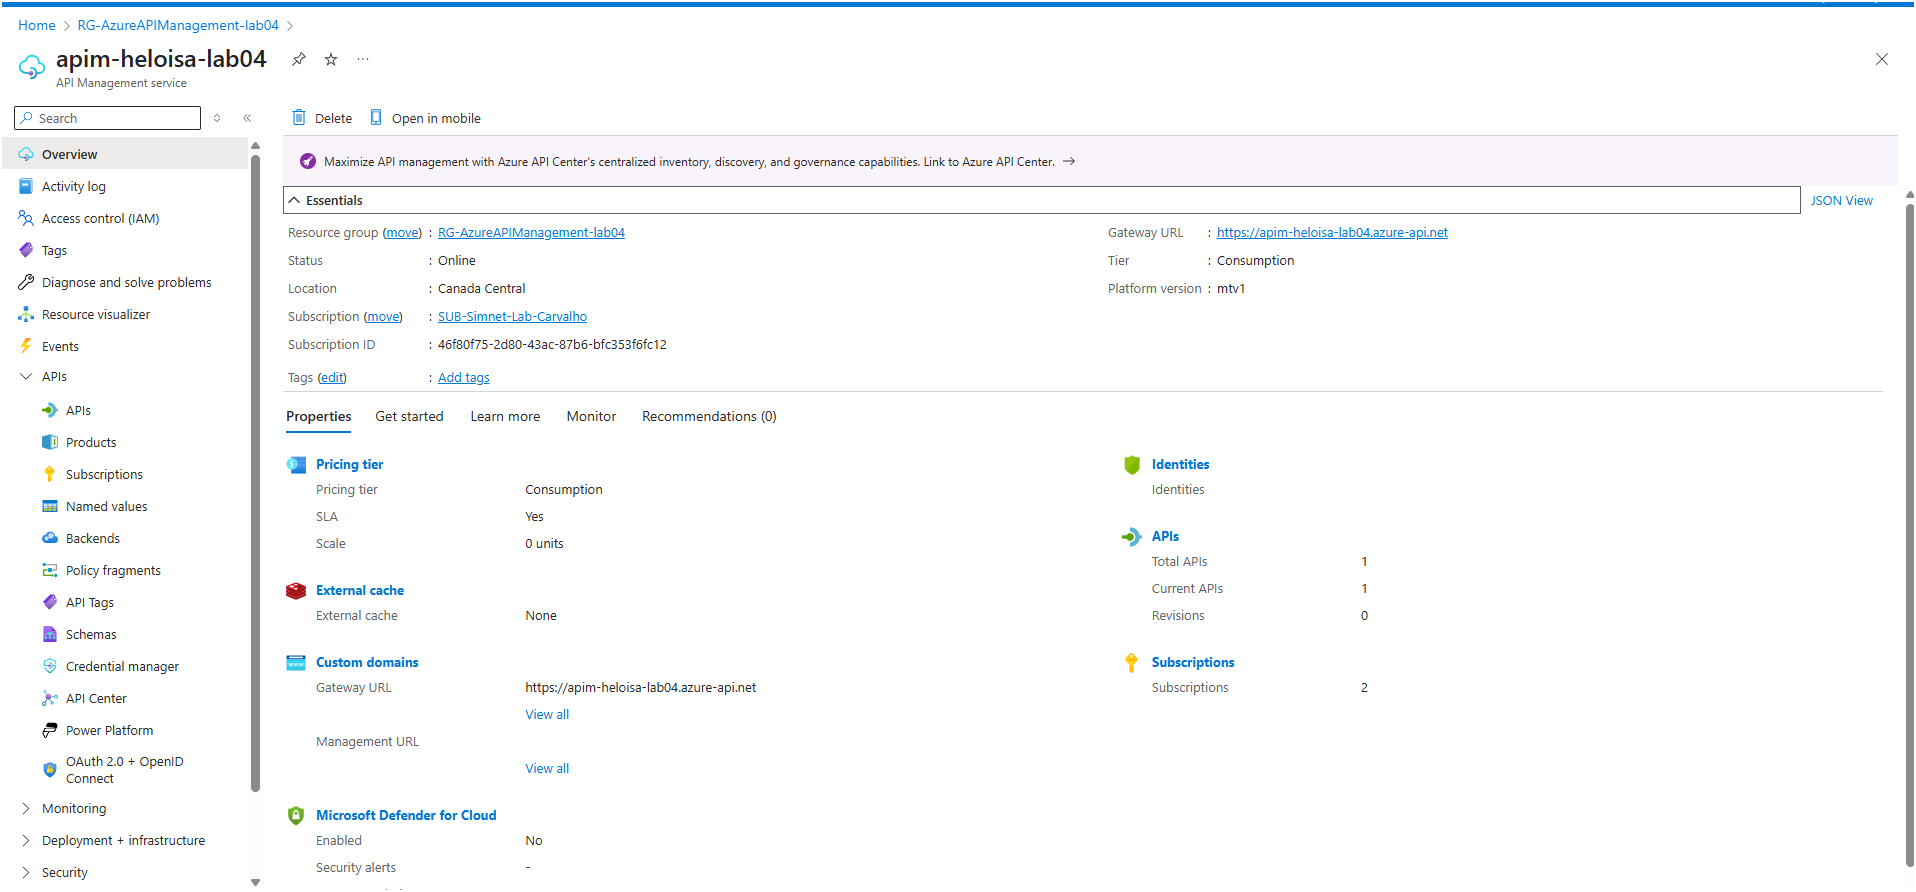 Home > RG-AzureAPIManagement-lab04 >
apim-heloisa-lab04
API Management service
Search
Overview
Activity log
Access control (IAM)
Tags
Diagnose and solve problems
Resource visualizer
Events
APIs
APIs
Products
Subscriptions
Named values
Backends
Policy fragments
API Tags
Schemas
Credential manager
API Center
Power Platform
OAuth 2.0 + OpenID
Connect
Monitoring
Deployment + infrastructure
Security
Delete Open in mobile
Maximize API management with Azure API Center's centralized inventory, discovery, and governance capabilities. Link to Azure API Center. →
Essentials
JSON View
Resource group (move) : RG-AzureAPIManagement-lab04
Status : Online
Location : Canada Central
Subscription (move) : SUB-Simnet-Lab-Carvalho
Subscription ID : 46f80f75-2d80-43ac-87b6-bfc353f6fc12
Tags (edit) : Add tags
Gateway URL : https://apim-heloisa-lab04.azure-api.net
Tier : Consumption
Platform version : mtv1
Properties Get started Learn more Monitor Recommendations (0)
Pricing tier
Pricing tier Consumption
SLA Yes
Scale 0 units
External cache
External cache None
Custom domains
Gateway URL https://apim-heloisa-lab04.azure-api.net
View all
Management URL
View all
Microsoft Defender for Cloud
Enabled No
Security alerts -
Identities
Identities
APIs
Total APIs 1
Current APIs 1
Revisions 0
Subscriptions
Subscriptions 2